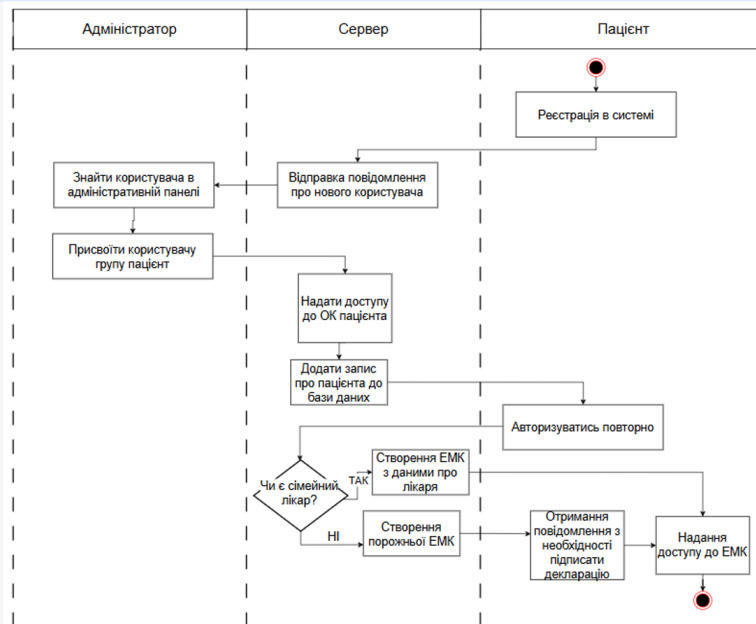 Адміністратор
Сервер
Пацієнт
Реєстрація в системі
Знайти користувача в
адміністративній панелі
Відправка повідомлення
про нового користувача
Присвоїти користувачу
групу пацієнт
Надати доступу
до ОК пацієнта
Додати запис
про пацієнта до
бази даних
Авторизуватись повторно
Чи є сімейний
лікар?
ТАК
Створення ЕМК
з даними про
лікаря
НІ
Створення
порожньої ЕМК
Отримання
повідомлення з
необхідності
підписати
декларацію
Надання
доступу до ЕМК